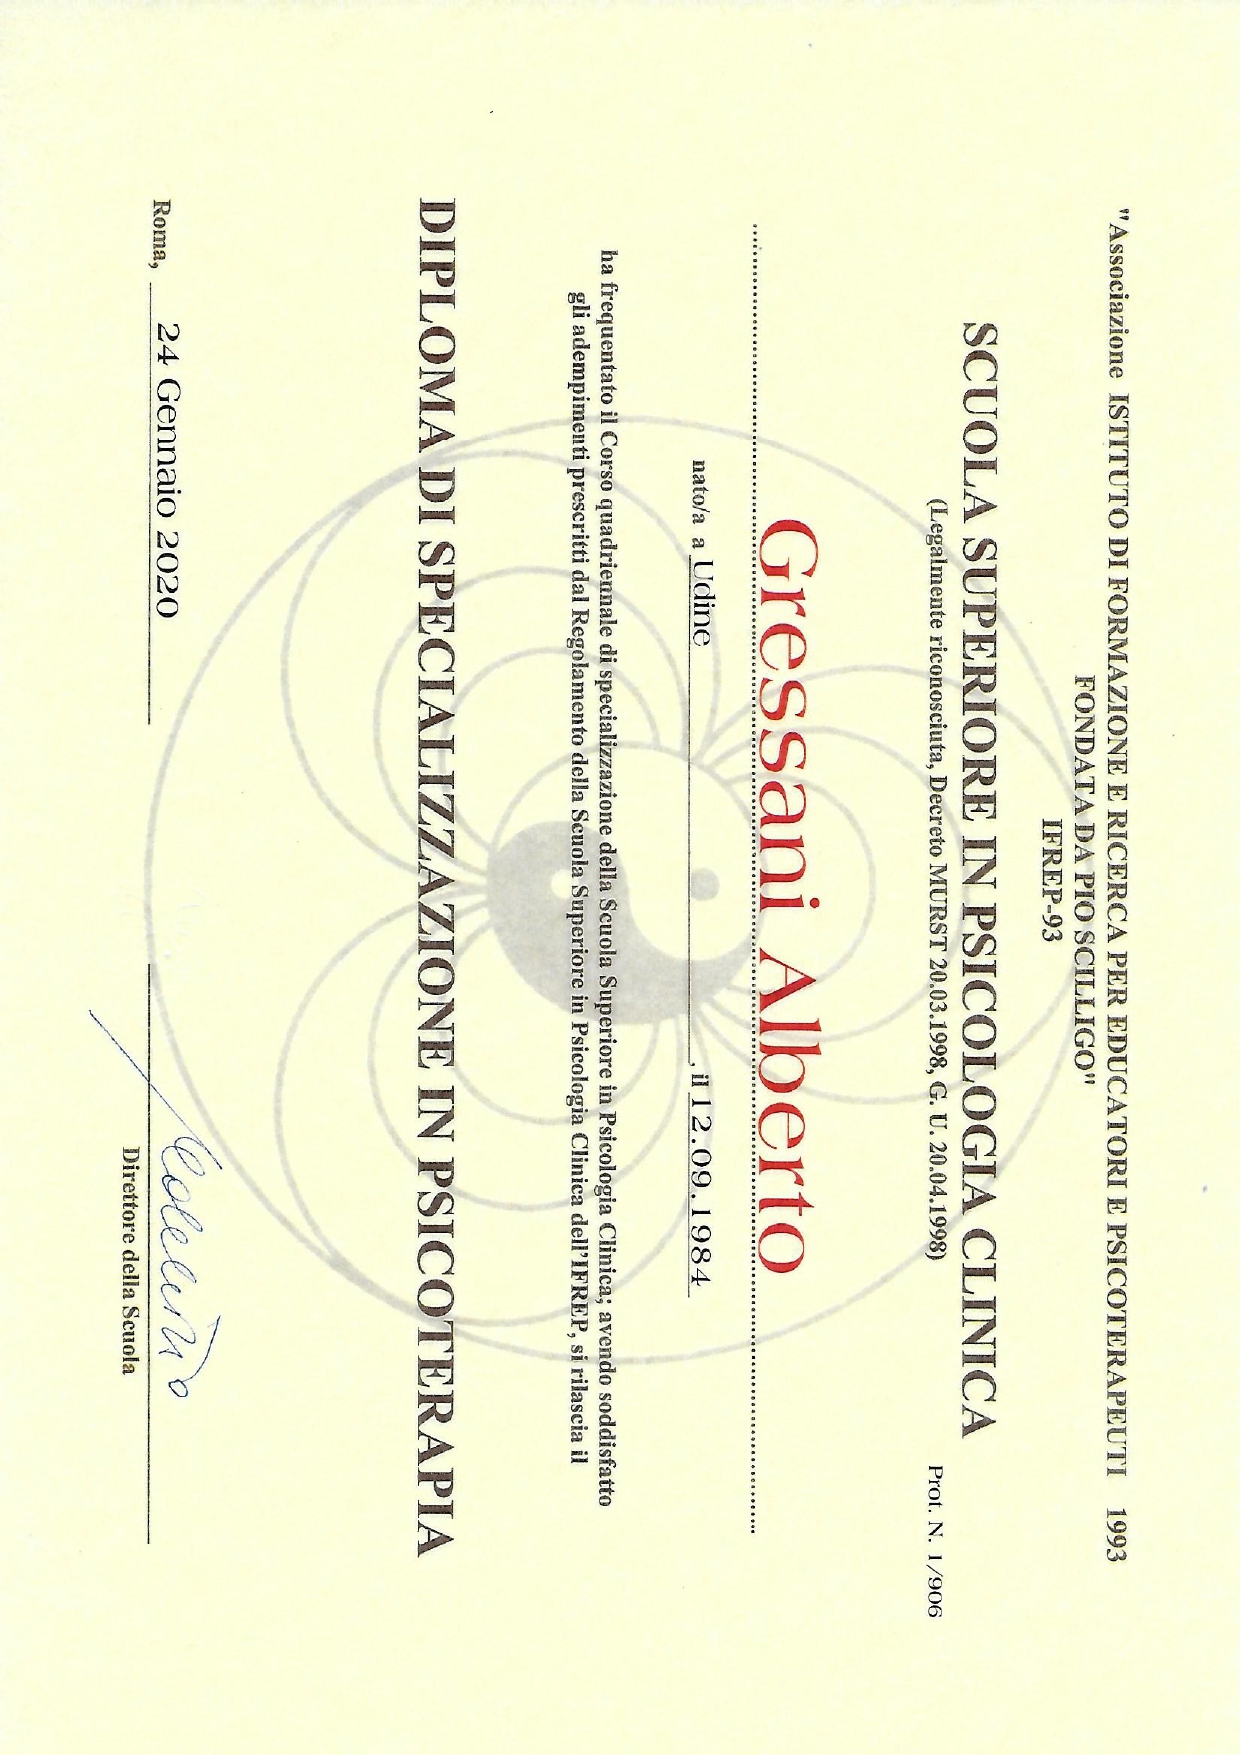 "Associazione ISTITUTO DI FORMAZIONE E RICERCA PER EDUCATORI E PSICOTERAPEUTI 1993
FONDATA DA PIO SCILLIGO"
IFREP-93
SCUOLA SUPERIORE IN PSICOLOGIA CLINICA
(Legalmente riconosciuta, Decreto MURST 20.03.1998, G. U. 20.04.1998) Prot. N. 1/906
Gressani Alberto
nato/a a Udine, il 12.09.1984
ha frequentato il Corso quadriennale di specializzazione della Scuola Superiore in Psicologia Clinica; avendo soddisfatto
gli adempimenti prescritti dal Regolamento della Scuola Superiore in Psicologia Clinica dell'IFREP, si rilascia il
DIPLOMA DI SPECIALIZZAZIONE IN PSICOTERAPIA
Roma, 24 Gennaio 2020
Direttore della Scuola